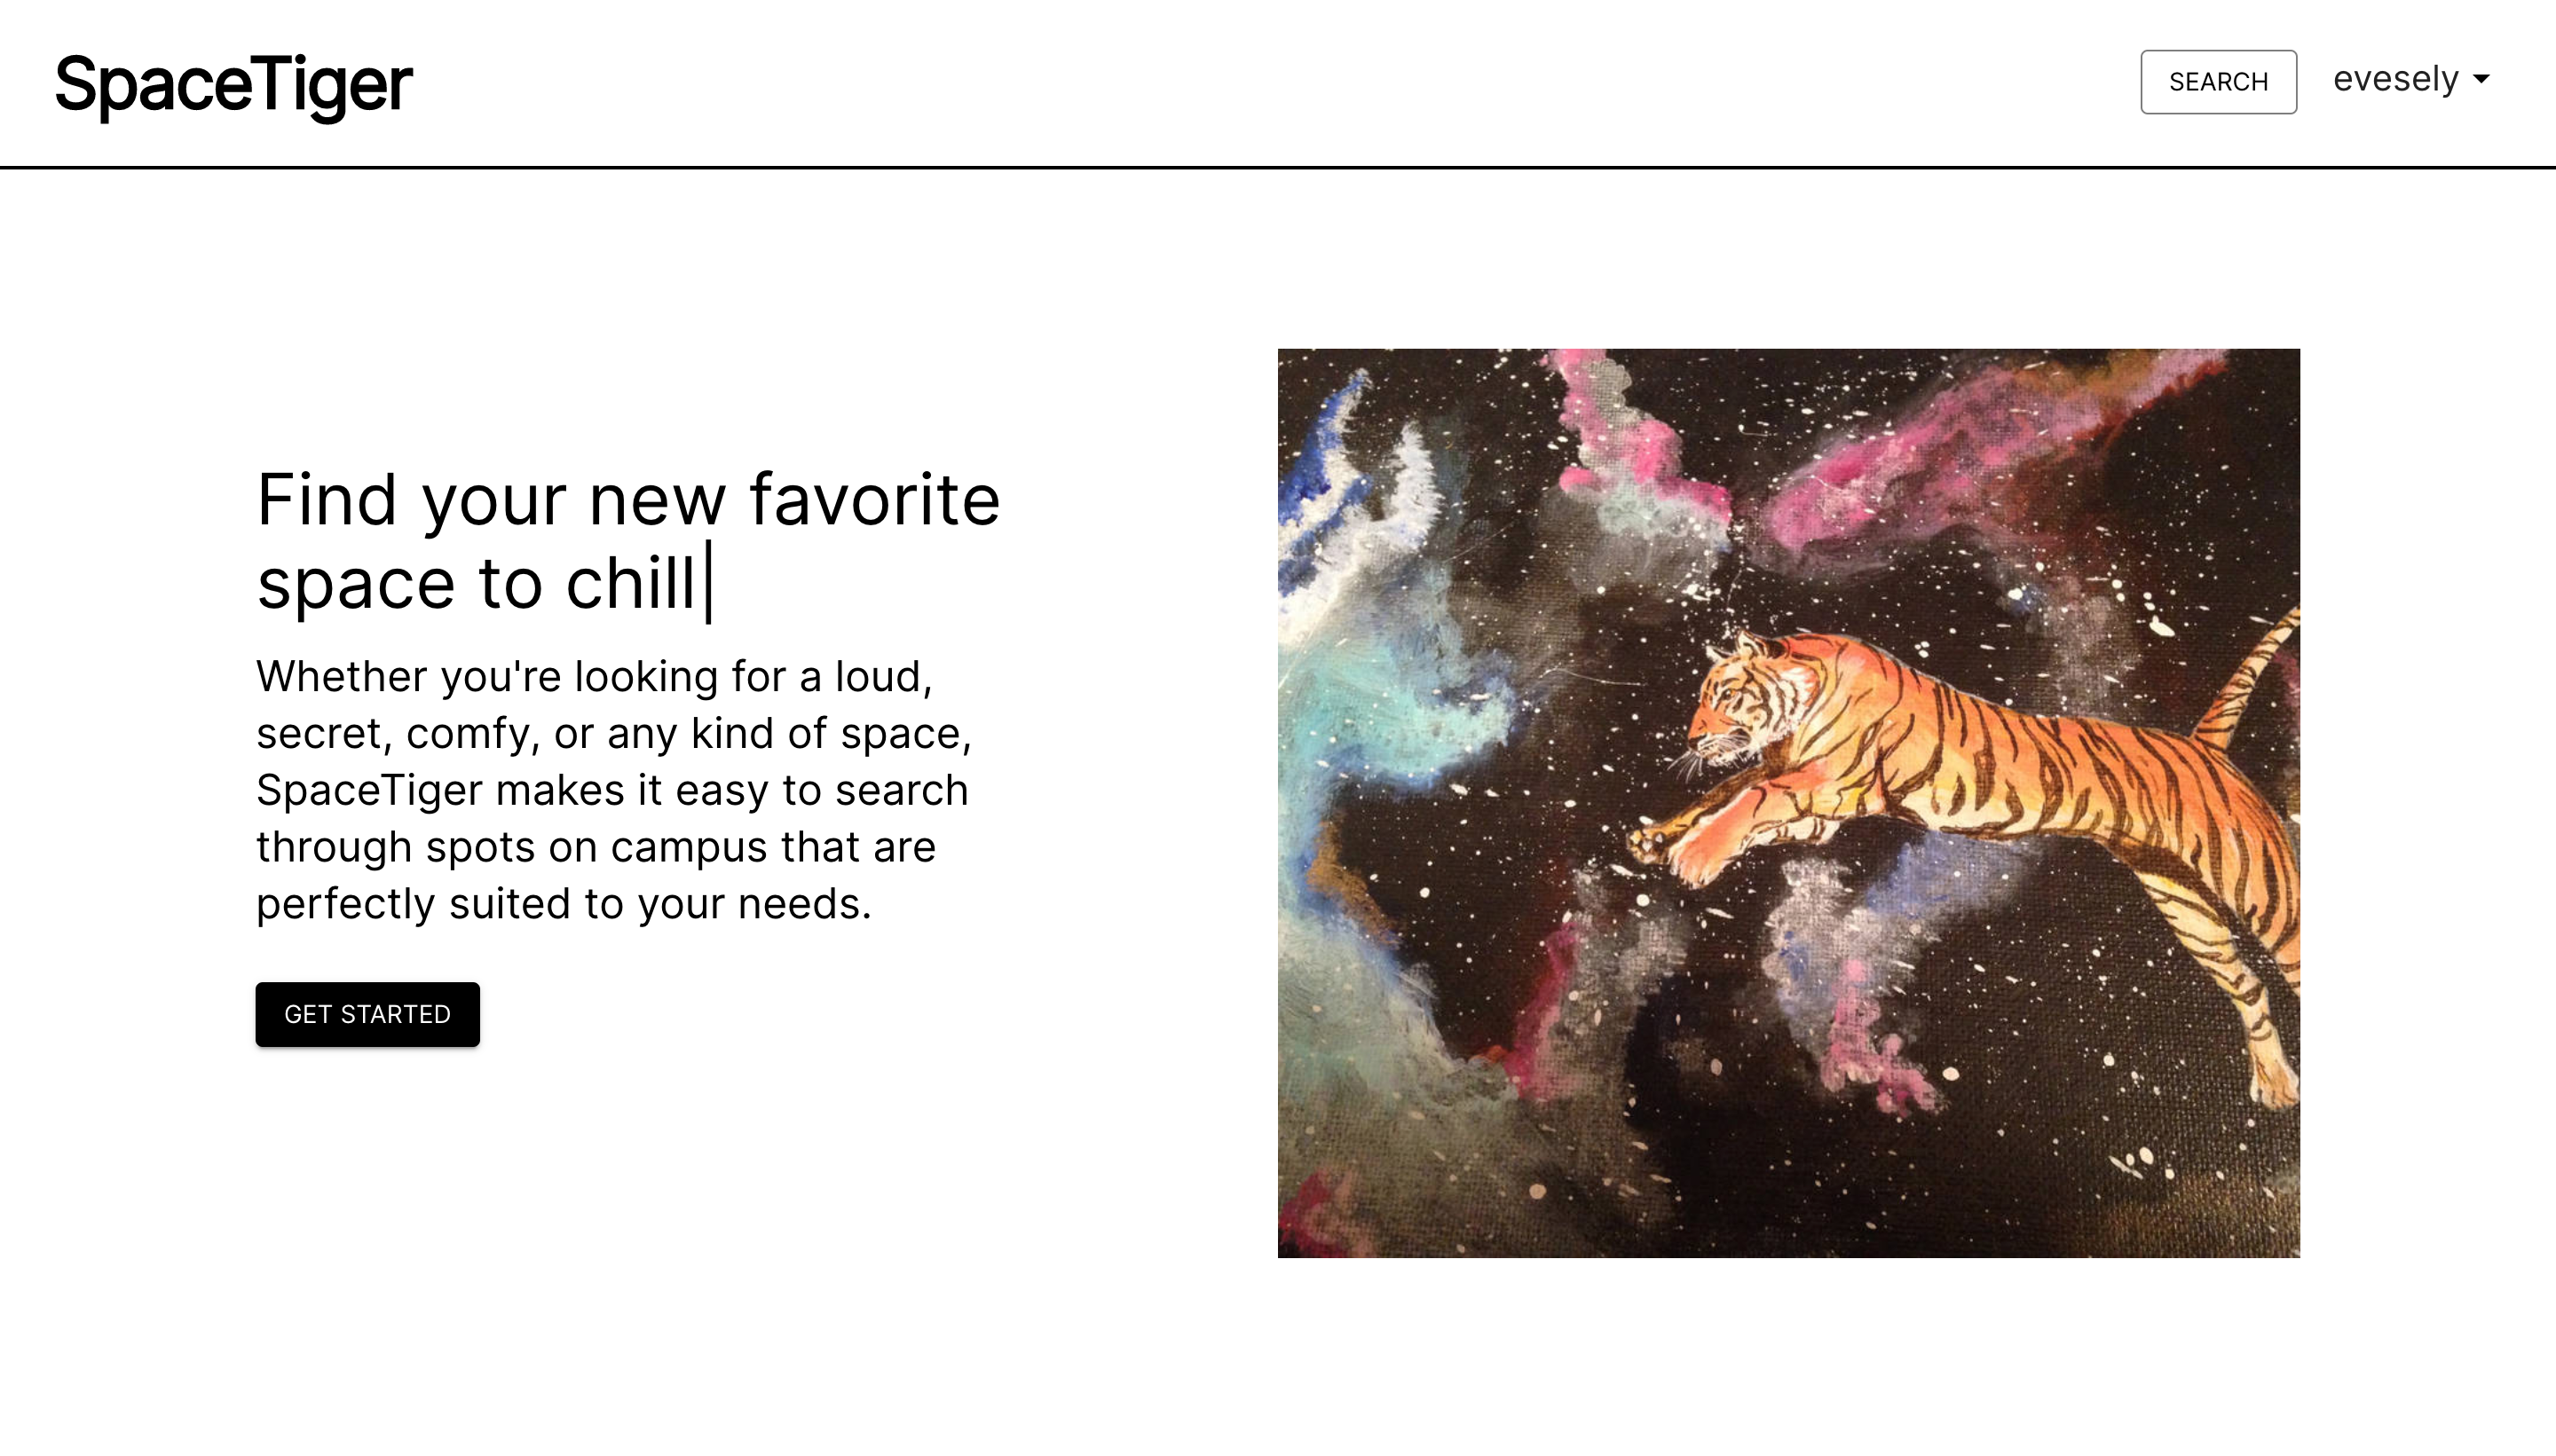 SpaceTiger
SEARCH
evesely
Find your new favorite
space to chill|
Whether you're looking for a loud,
secret, comfy, or any kind of space,
SpaceTiger makes it easy to search
through spots on campus that are
perfectly suited to your needs.
GET STARTED